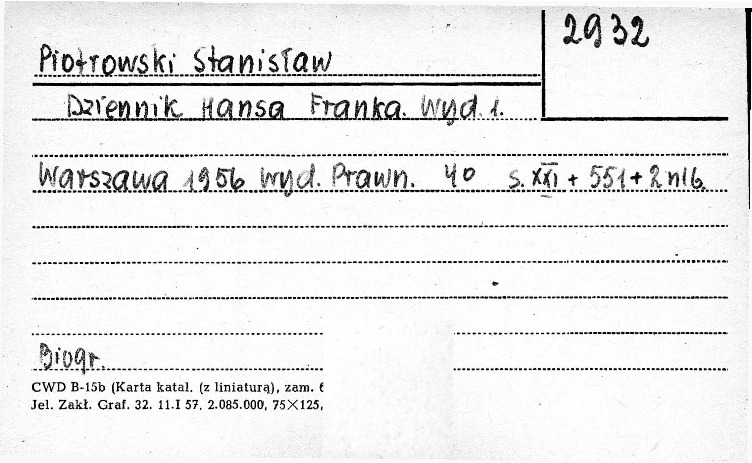 2932
Piotrowski Stanisław
Dziennik Hansa Franka. Wyd. 1.
Warszawa 1956 Wyd. Prawn. 4o s. XXI + 551 + 2 nlb.
Biogr.
CWD B-15b (Karta katal. (z liniaturą), zam. 6
Jel. Zakł. Graf. 32. 11.I 57. 2.085.000, 75×125,